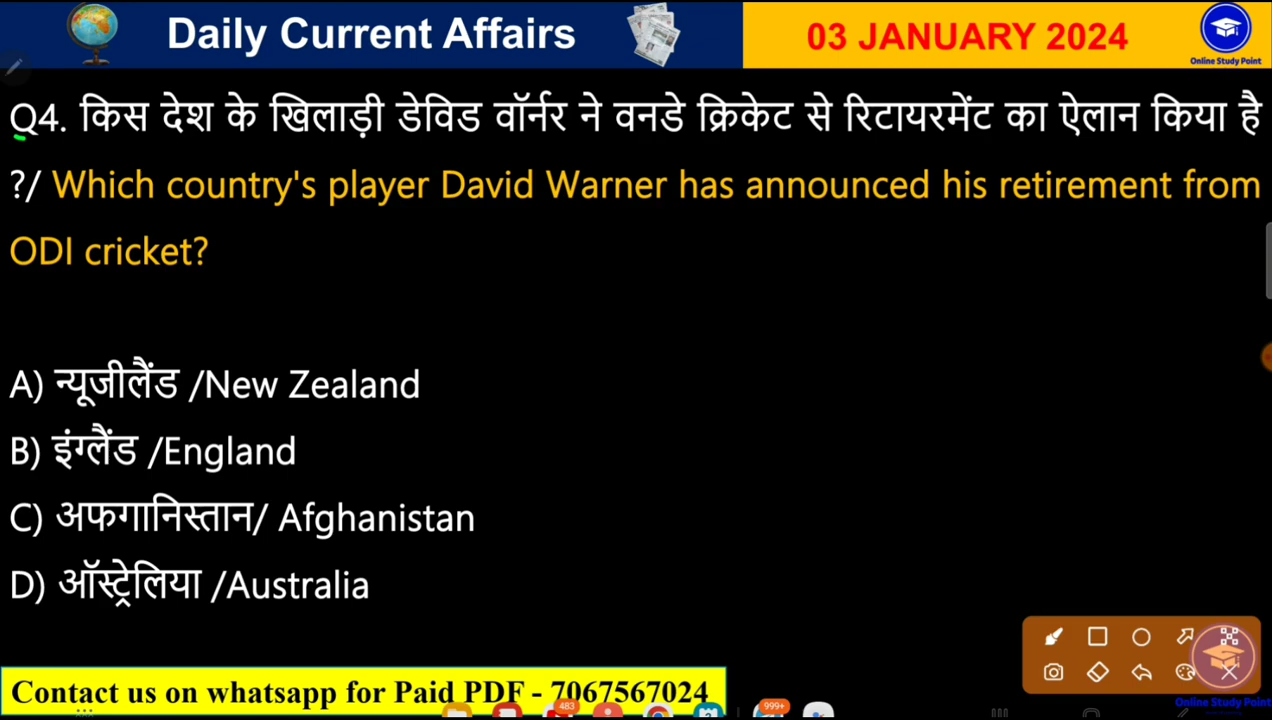 Daily Current Affairs
03 JANUARY 2024
Online Study Point
Q4. किस देश के खिलाड़ी डेविड वॉर्नर ने वनडे क्रिकेट से रिटायरमेंट का ऐलान किया है
?/ Which country's player David Warner has announced his retirement from
ODI cricket?
A) न्यूजीलैंड /New Zealand
B) इंग्लैंड /England
C) अफगानिस्तान/ Afghanistan
D) ऑस्ट्रेलिया /Australia
Contact us on whatsapp for Paid PDF - 7067567024
483
999+
Online Study Point